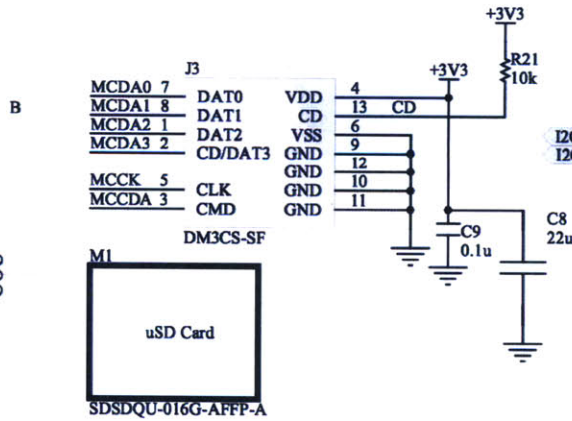 +3V3
R21
10k
J3
+3V3
B
MCDA0 7 DAT0 VDD 4
MCDA1 8 DAT1 CD 13 CD
MCDA2 1 DAT2 VSS 6
MCDA3 2 CD/DAT3 GND 9
GND 12
MCCK 5 CLK GND 10
MCCDA 3 CMD GND 11
DM3CS-SF
C9
0.1u
C8
22u
M1
uSD Card
SDSDQU-016G-AFFP-A